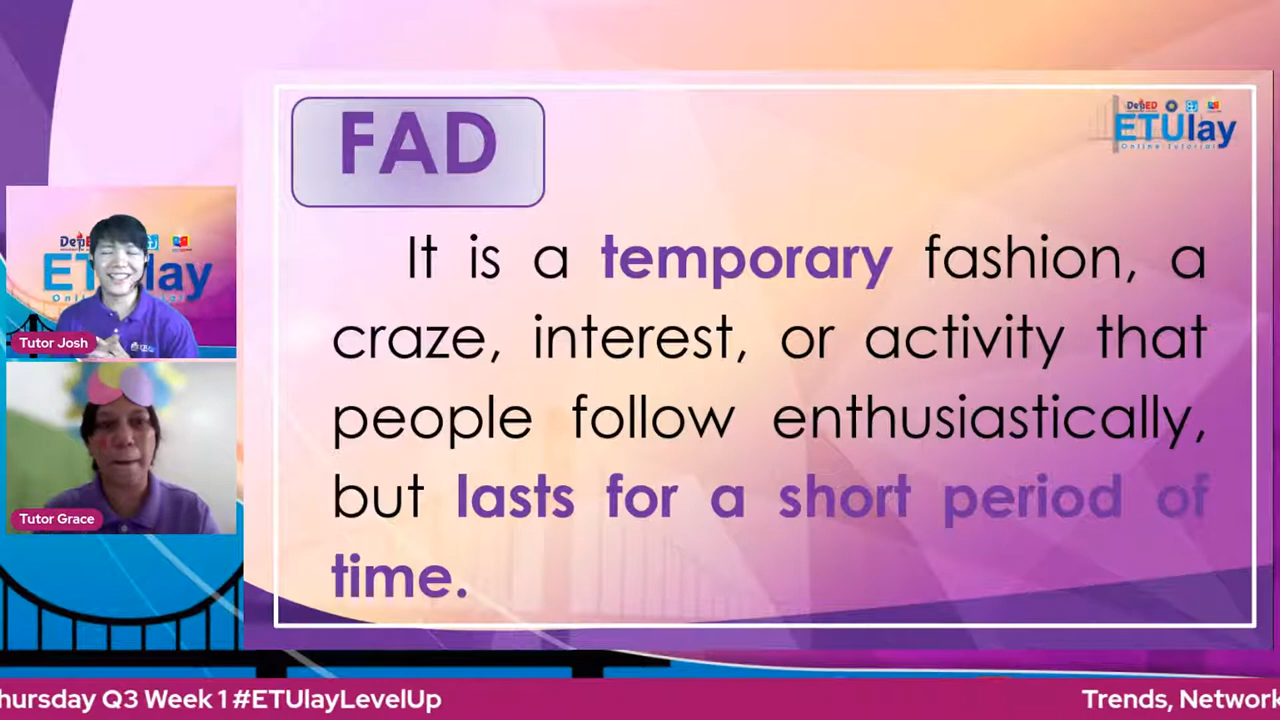 FAD
DepED
ETUlay
Online Tutorial
It is a temporary fashion, a
craze, interest, or activity that
people follow enthusiastically,
but lasts for a short period of
time.
Tutor Josh
Tutor Grace
hursday Q3 Week 1 #ETUlayLevelUp
Trends, Network